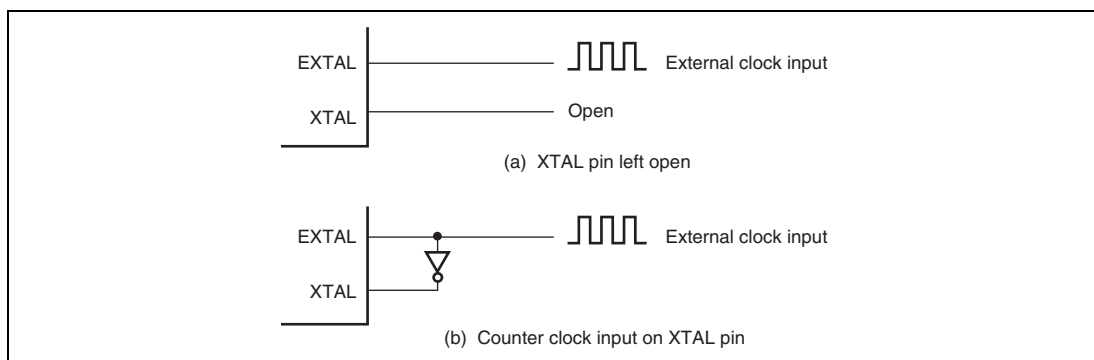 EXTAL External clock input
XTAL Open
(a) XTAL pin left open
EXTAL External clock input
XTAL
(b) Counter clock input on XTAL pin